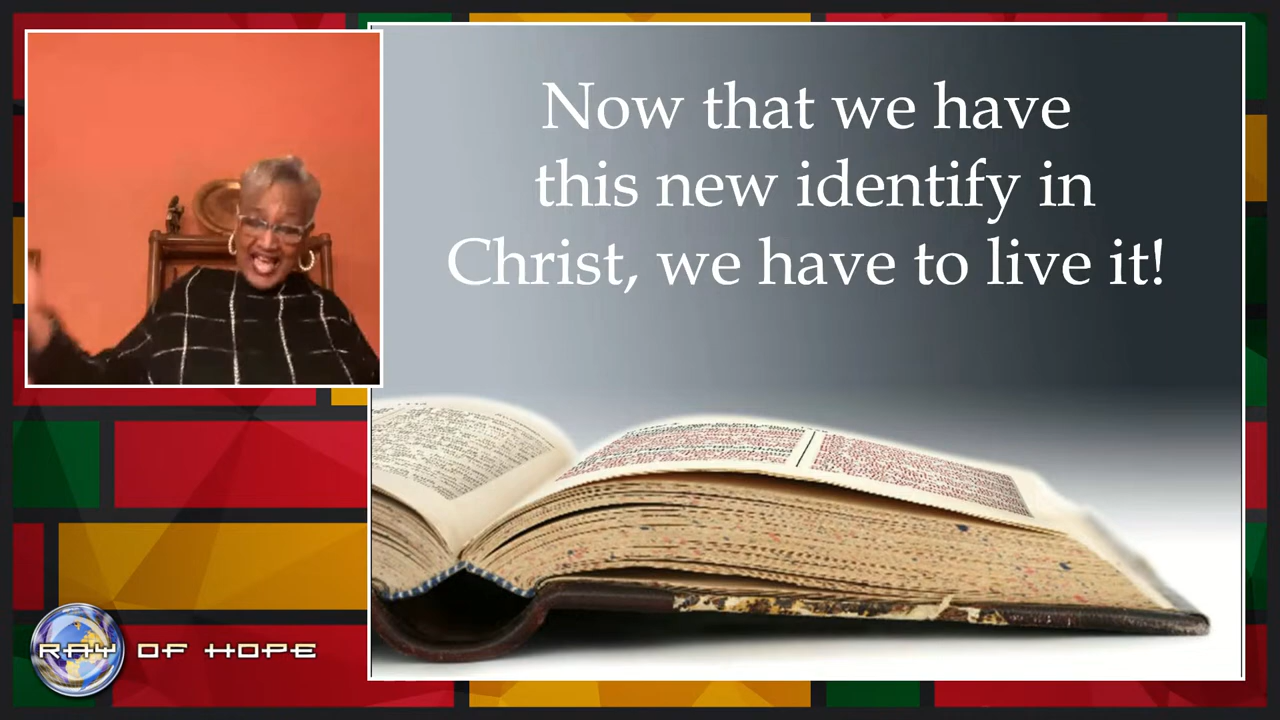 Now that we have
this new identify in
Christ, we have to live it!
RAY OF HOPE